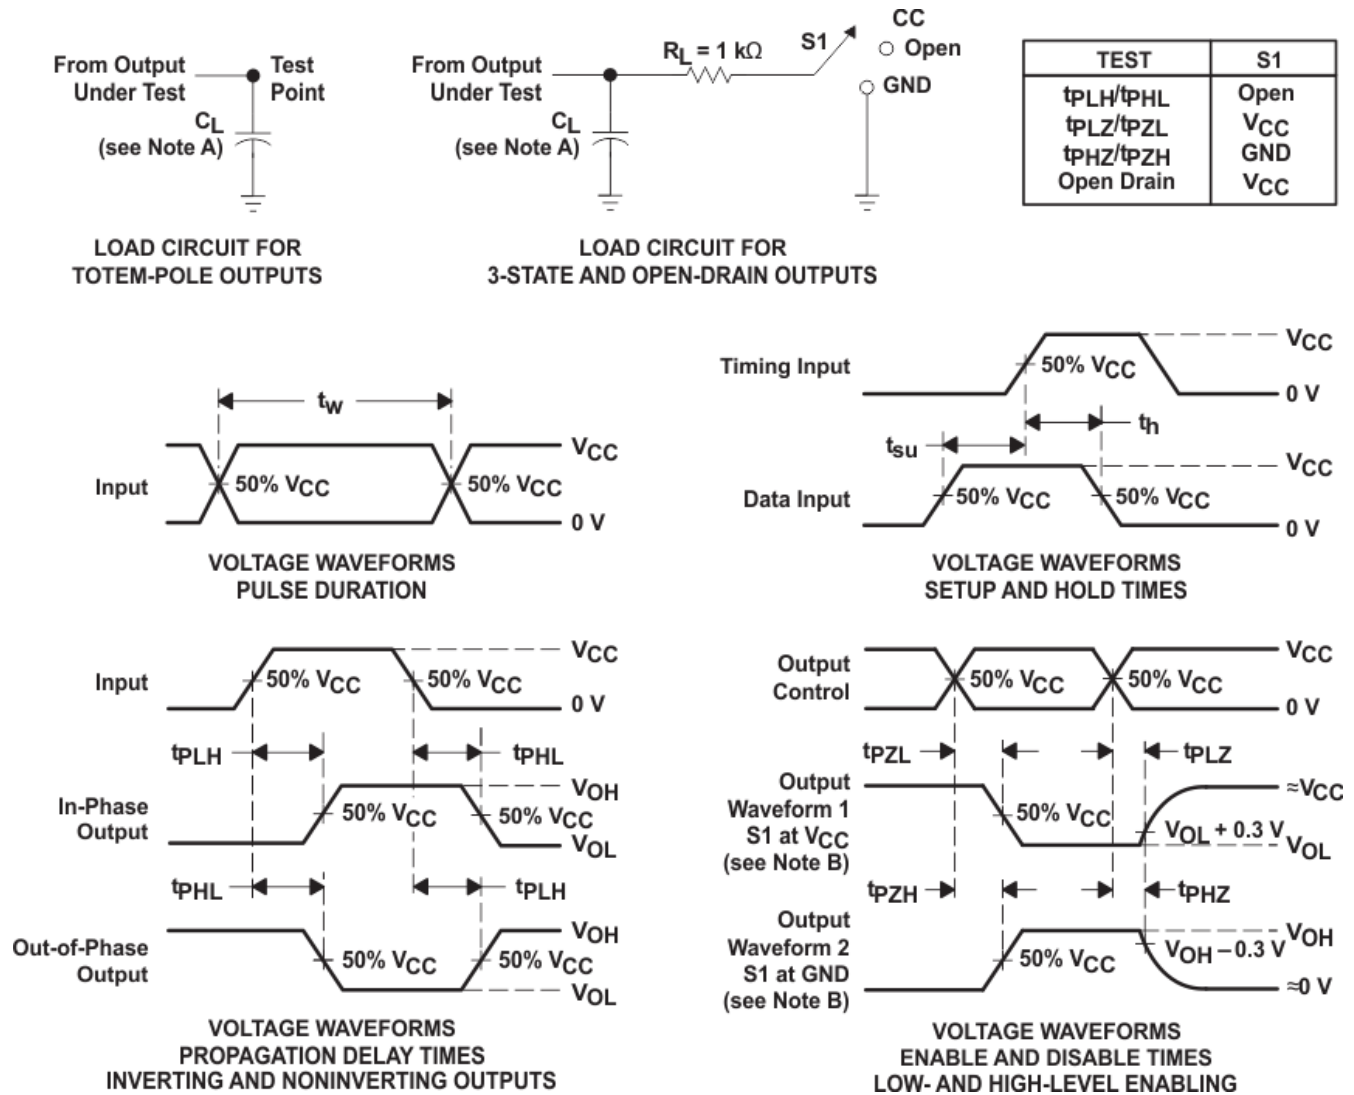 From Output
Under Test
Test
Point
CL
(see Note A)
LOAD CIRCUIT FOR
TOTEM-POLE OUTPUTS
From Output
Under Test
CL
(see Note A)
RL = 1 kΩ
S1
CC
Open
GND
LOAD CIRCUIT FOR
3-STATE AND OPEN-DRAIN OUTPUTS
TEST S1
tPLH/tPHL Open
tPLZ/tPZL VCC
tPHZ/tPZH GND
Open Drain VCC
tw
Input
50% VCC
50% VCC
VCC
0 V
VOLTAGE WAVEFORMS
PULSE DURATION
Timing Input
50% VCC
VCC
0 V
th
tsu
Data Input
50% VCC
50% VCC
VCC
0 V
VOLTAGE WAVEFORMS
SETUP AND HOLD TIMES
Input
50% VCC
50% VCC
VCC
0 V
tPLH
tPHL
In-Phase
Output
50% VCC
50% VCC
VOH
VOL
tPHL
tPLH
Out-of-Phase
Output
50% VCC
50% VCC
VOH
VOL
VOLTAGE WAVEFORMS
PROPAGATION DELAY TIMES
INVERTING AND NONINVERTING OUTPUTS
Output
Control
50% VCC
50% VCC
VCC
0 V
tPZL
tPLZ
Output
Waveform 1
S1 at VCC
(see Note B)
50% VCC
≈VCC
VOL + 0.3 V
VOL
tPZH
tPHZ
Output
Waveform 2
S1 at GND
(see Note B)
50% VCC
VOH
VOH − 0.3 V
≈0 V
VOLTAGE WAVEFORMS
ENABLE AND DISABLE TIMES
LOW- AND HIGH-LEVEL ENABLING